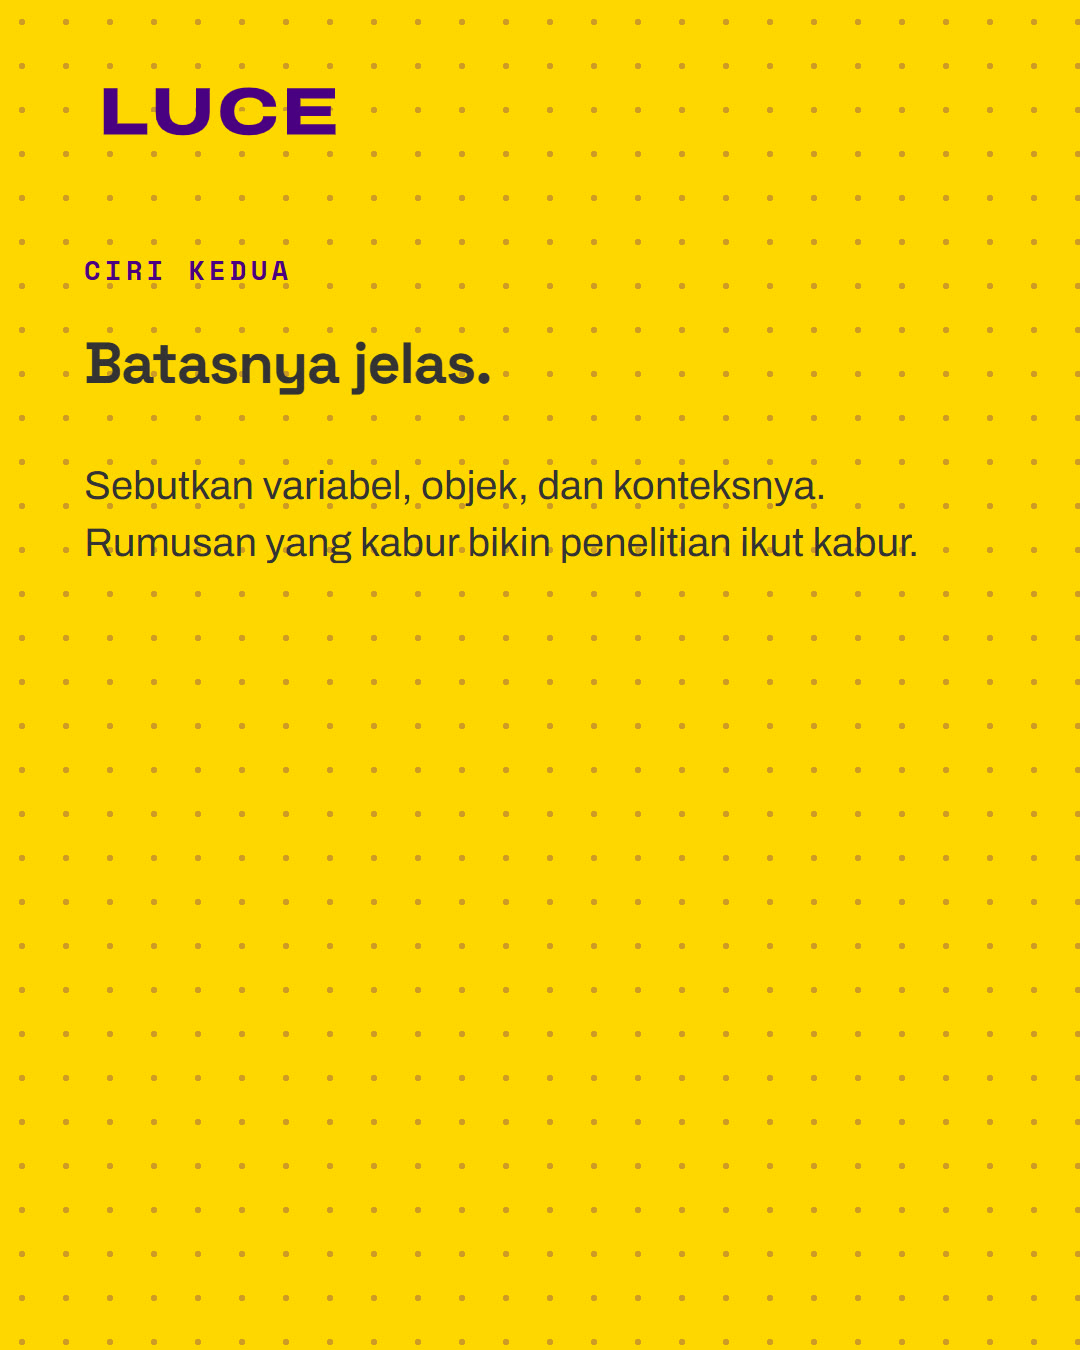 LUCE
CIRI KEDUA
Batasnya jelas.
Sebutkan variabel, objek, dan konteksnya.
Rumusan yang kabur bikin penelitian ikut kabur.